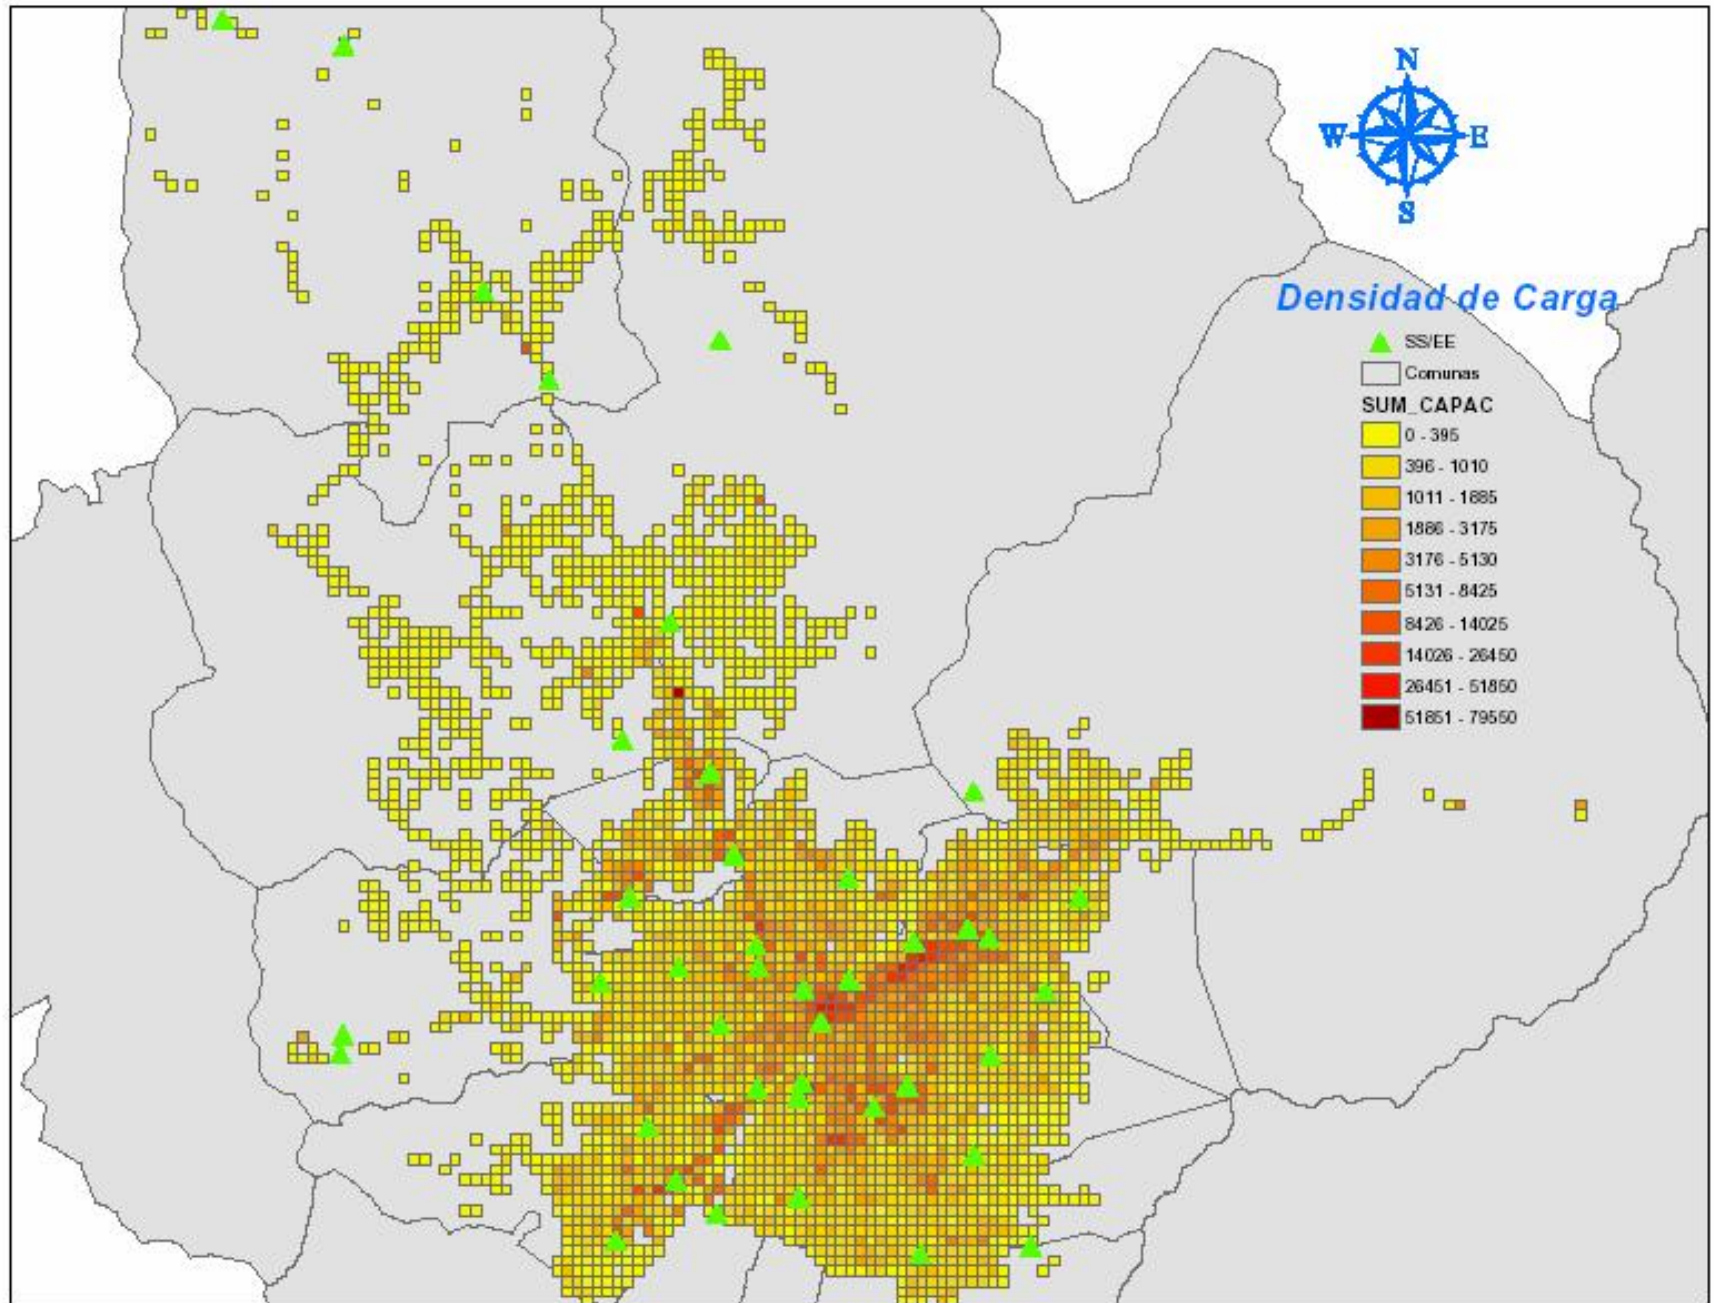 N
W E
S
Densidad de Carga
SS/EE
Comunas
SUM_CAPAC
0 - 395
396 - 1010
1011 - 1885
1886 - 3175
3176 - 5130
5131 - 8425
8426 - 14025
14026 - 26450
26451 - 51850
51851 - 79550